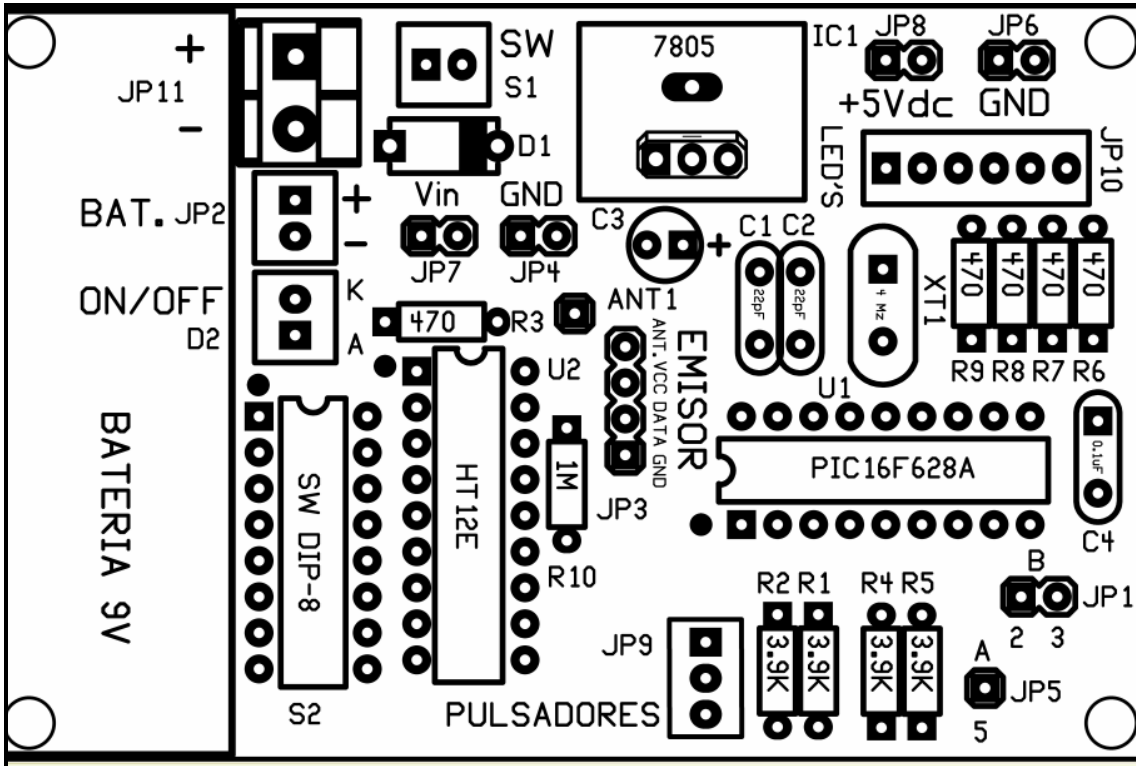 +
JP11
-
SW
S1
D1
7805
IC1
JP8
+5Vdc
JP6
GND
LED'S
JP10
BAT. JP2
+
-
Vin
JP7
GND
JP4
C3
+
C1
C2
22pF
22pF
4 Mz
XT1
470
470
470
470
R9
R8
R7
R6
ON/OFF
D2
K
A
470
R3
ANT1
ANT. VCC DATA GND
EMISOR
JP3
U2
HT12E
1M
R10
U1
PIC16F628A
0.1uF
C4
BATERIA 9V
SW DIP-8
S2
JP9
PULSADORES
R2
R1
R4
R5
3.9K
3.9K
3.9K
3.9K
B
JP1
2
3
A
JP5
5